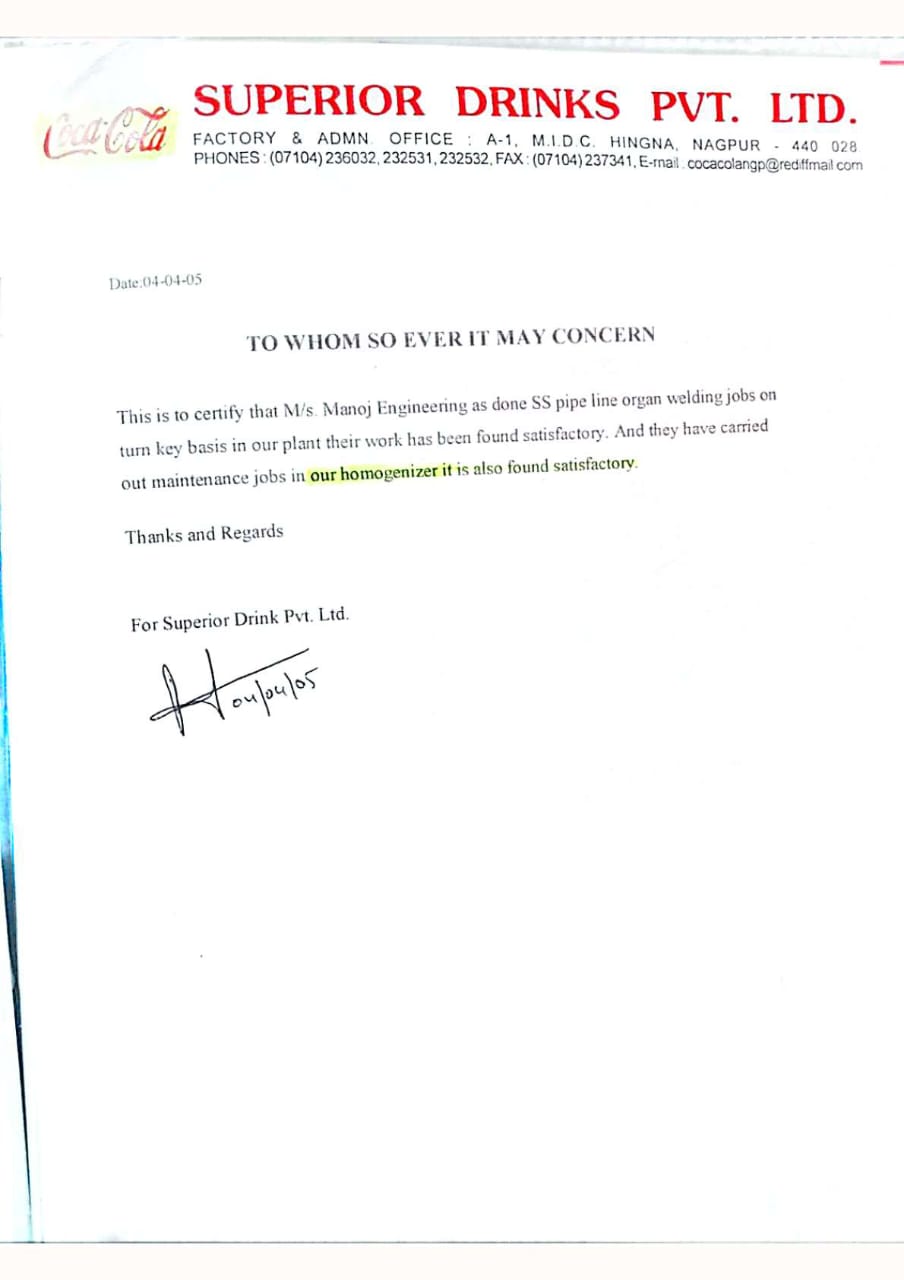 Coca-Cola
SUPERIOR DRINKS PVT. LTD.
FACTORY & ADMN. OFFICE : A-1, M.I.D.C. HINGNA, NAGPUR - 440 028
PHONES : (07104) 236032, 232531, 232532, FAX : (07104) 237341, E-mail : cocacolangp@rediffmail.com
Date:04-04-05
TO WHOM SO EVER IT MAY CONCERN
This is to certify that M/s. Manoj Engineering as done SS pipe line organ welding jobs on
turn key basis in our plant their work has been found satisfactory. And they have carried
out maintenance jobs in our homogenizer it is also found satisfactory.
Thanks and Regards
For Superior Drink Pvt. Ltd.
04/04/05